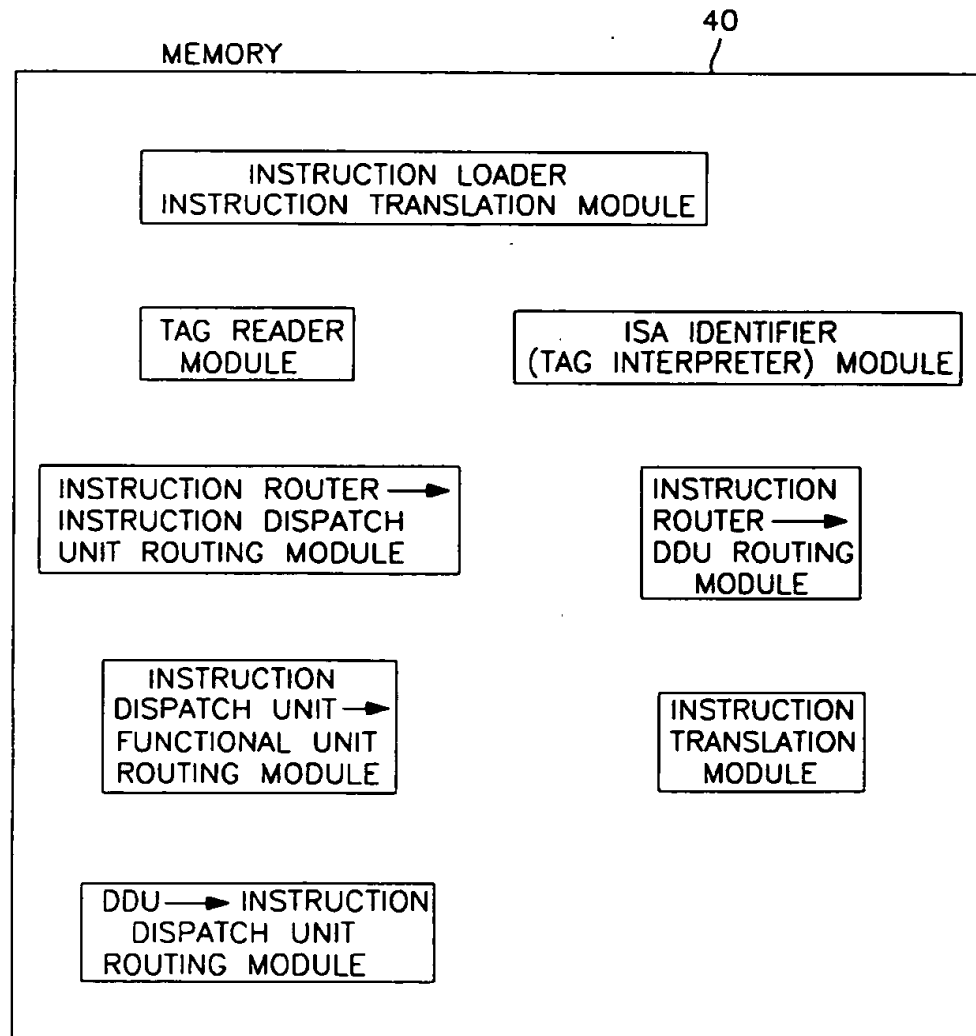 40
MEMORY
INSTRUCTION LOADER
INSTRUCTION TRANSLATION MODULE
TAG READER
MODULE
ISA IDENTIFIER
(TAG INTERPRETER) MODULE
INSTRUCTION ROUTER →
INSTRUCTION DISPATCH
UNIT ROUTING MODULE
INSTRUCTION
ROUTER →
DDU ROUTING
MODULE
INSTRUCTION
DISPATCH UNIT →
FUNCTIONAL UNIT
ROUTING MODULE
INSTRUCTION
TRANSLATION
MODULE
DDU → INSTRUCTION
DISPATCH UNIT
ROUTING MODULE